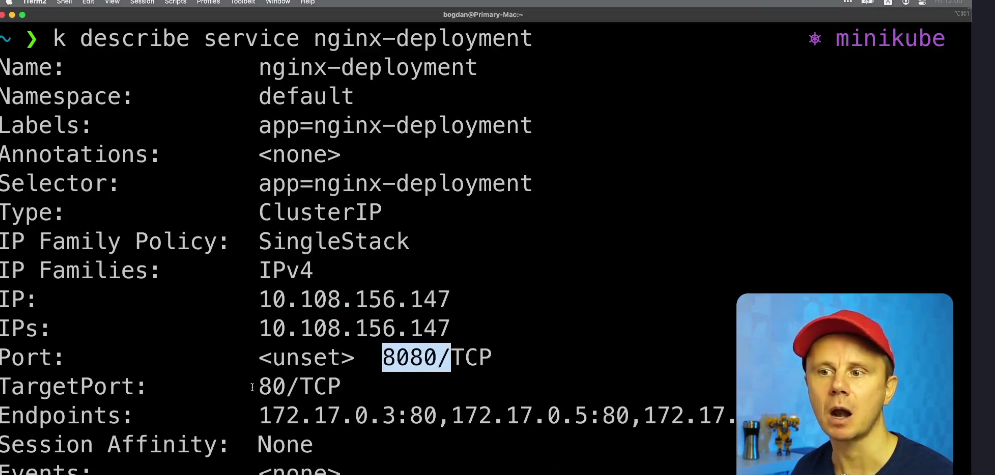 iTerm2 Shell Edit View Session Scripts Profiles Toolbelt Window Help
bogdan@Primary-Mac:~
~ ❯ k describe service nginx-deployment ⎈ minikube
Name: nginx-deployment
Namespace: default
Labels: app=nginx-deployment
Annotations: <none>
Selector: app=nginx-deployment
Type: ClusterIP
IP Family Policy: SingleStack
IP Families: IPv4
IP: 10.108.156.147
IPs: 10.108.156.147
Port: <unset> 8080/TCP
TargetPort: 80/TCP
Endpoints: 172.17.0.3:80,172.17.0.5:80,172.17.
Session Affinity: None
Events: <none>